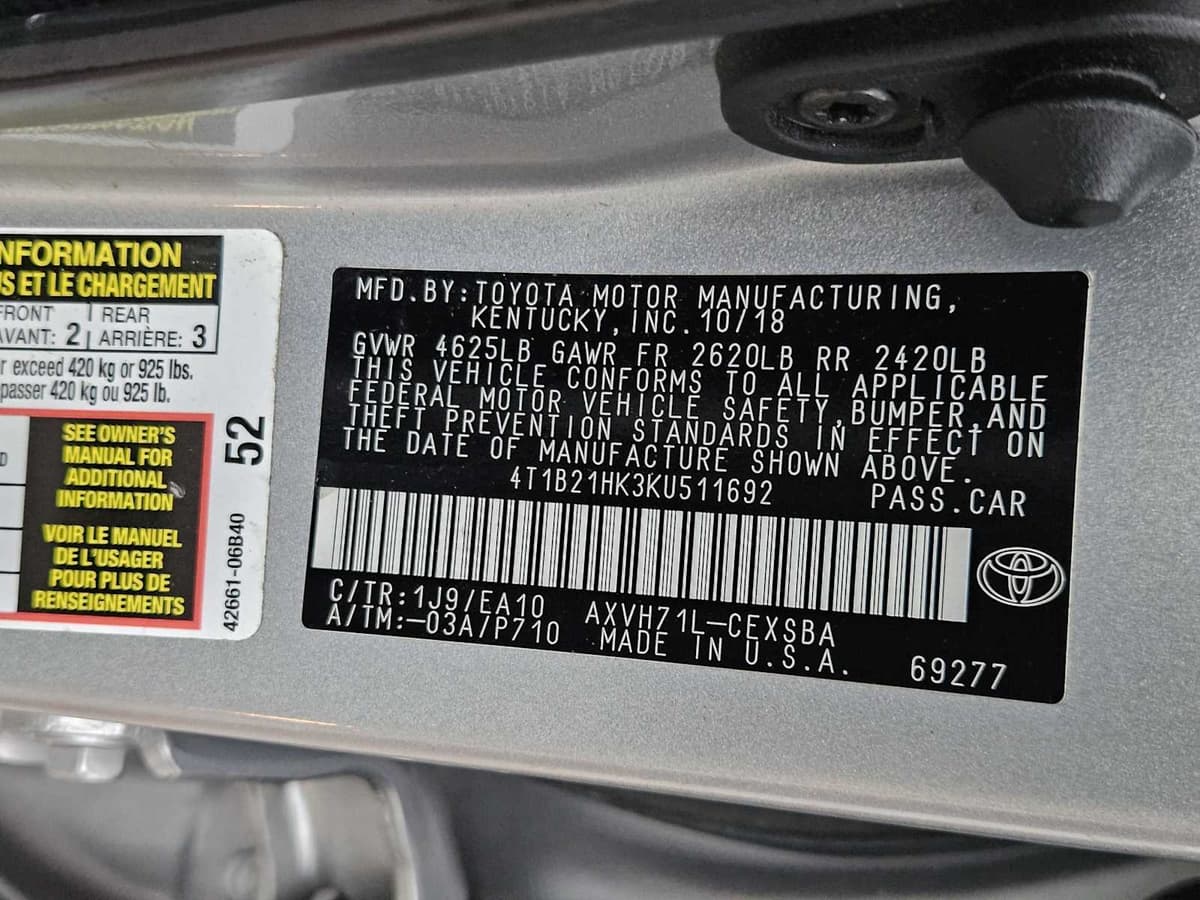 NFORMATION
S ET LE CHARGEMENT
FRONT REAR
AVANT: 2 ARRIÈRE: 3
r exceed 420 kg or 925 lbs.
passer 420 kg ou 925 lb.
D
SEE OWNER'S
MANUAL FOR
ADDITIONAL
INFORMATION
VOIR LE MANUEL
DE L'USAGER
POUR PLUS DE
RENSEIGNEMENTS
52
42661-06B40
MFD.BY:TOYOTA MOTOR MANUFACTURING,
KENTUCKY,INC.10/18
GVWR 4625LB GAWR FR 2620LB RR 2420LB
THIS VEHICLE CONFORMS TO ALL APPLICABLE
FEDERAL MOTOR VEHICLE SAFETY,BUMPER,AND
THEFT PREVENTION STANDARDS IN EFFECT ON
THE DATE OF MANUFACTURE SHOWN ABOVE.
4T1B21HK3KU511692 PASS.CAR
C/TR:1J9/EA10 AXVH71L-CEXSBA
A/TM:-03A/P710 MADE IN U.S.A. 69277